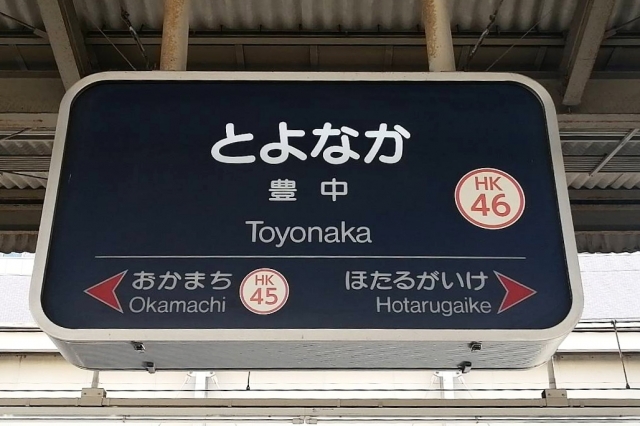 とよなか
豊中
HK
46
Toyonaka
おかまち
Okamachi
HK
45
ほたるがいけ
Hotarugaike